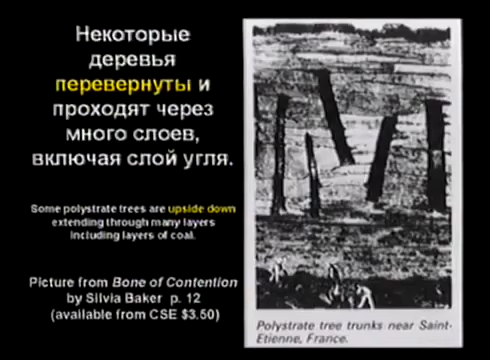 Некоторые
деревья
перевернуты и
проходят через
много слоев,
включая слой угля.
Some polystrate trees are upside down
extending through many layers
including layers of coal.
Picture from Bone of Contention
by Silvia Baker p. 12
(available from CSE $3.50)
Polystrate tree trunks near Saint-
Etienne, France.